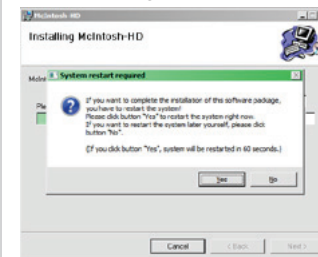 McIntosh-HD
Installing McIntosh-HD
System restart required
If you want to complete the installation of this software package,
you have to restart the system!
Please click button "Yes" to restart the system right now.
If you want to restart the system later yourself, please click
button "No".
(If you click button "Yes", system will be restarted in 60 seconds.)
Yes
No
Cancel
< Back
Next >